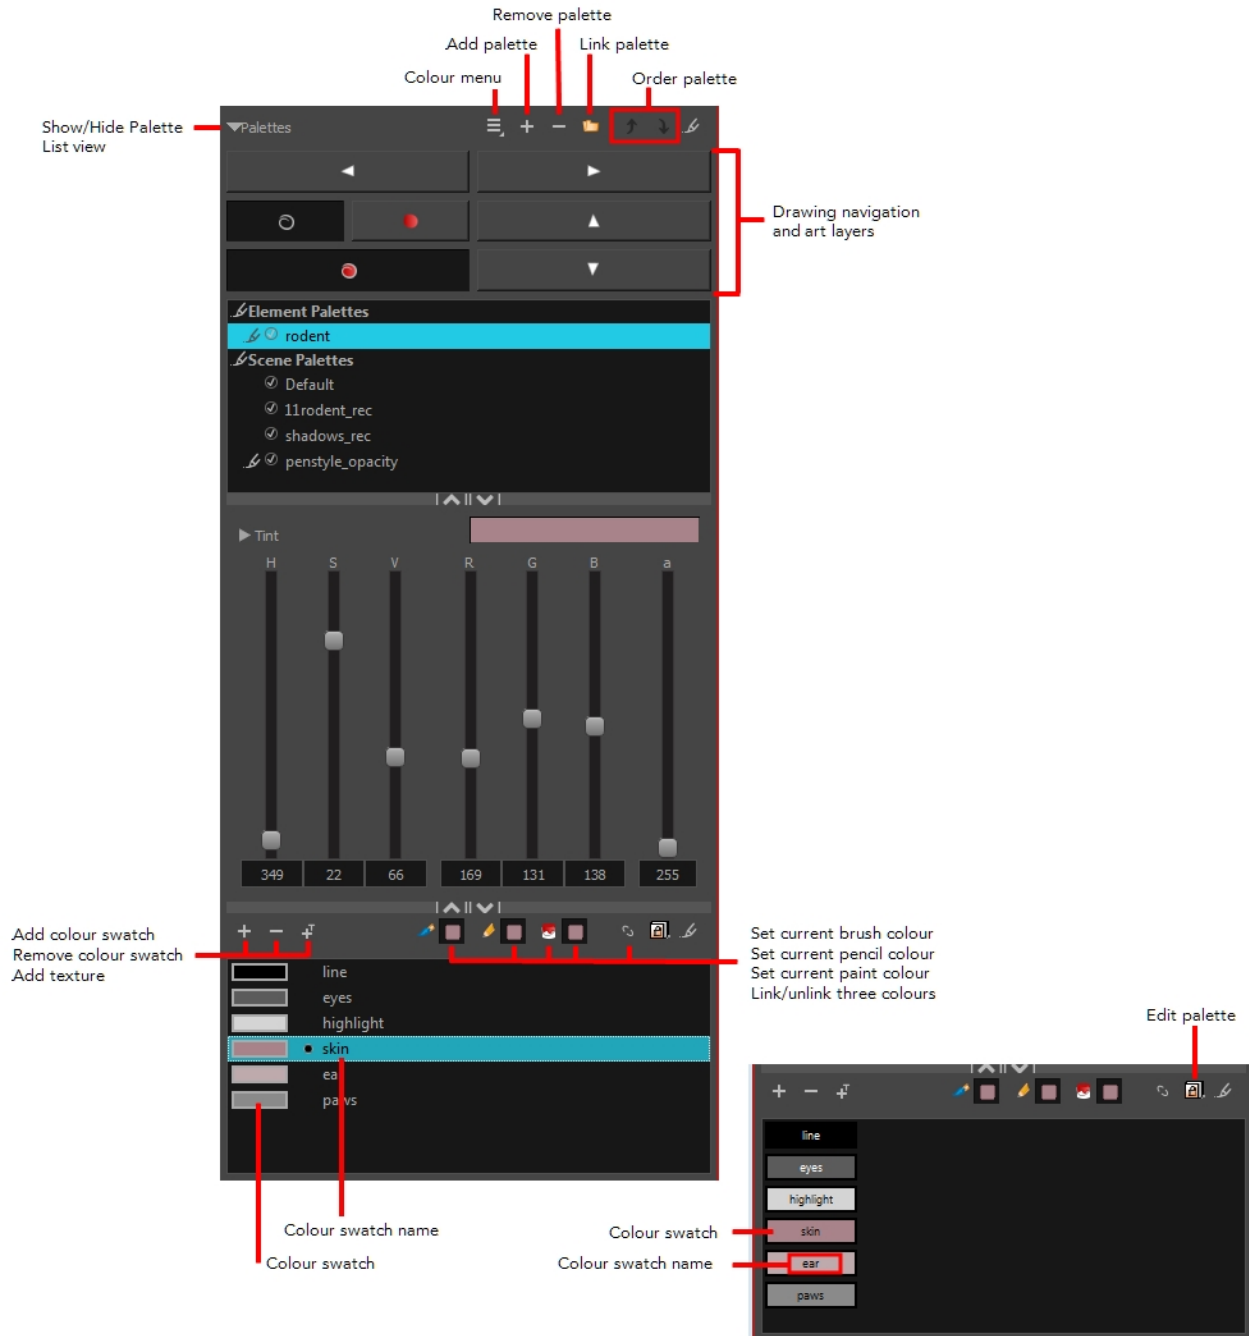 Remove palette
Add palette
Link palette
Colour menu
Order palette
Show/Hide Palette
List view
Palettes
Drawing navigation
and art layers
Element Palettes
rodent
Scene Palettes
Default
11rodent_rec
shadows_rec
penstyle_opacity
Tint
H S V R G B a
349 22 66 169 131 138 255
Add colour swatch
Remove colour swatch
Add texture
Set current brush colour
Set current pencil colour
Set current paint colour
Link/unlink three colours
line
eyes
highlight
skin
ea
paws
Colour swatch name
Colour swatch
Edit palette
line
eyes
highlight
skin
ear
paws
Colour swatch
Colour swatch name